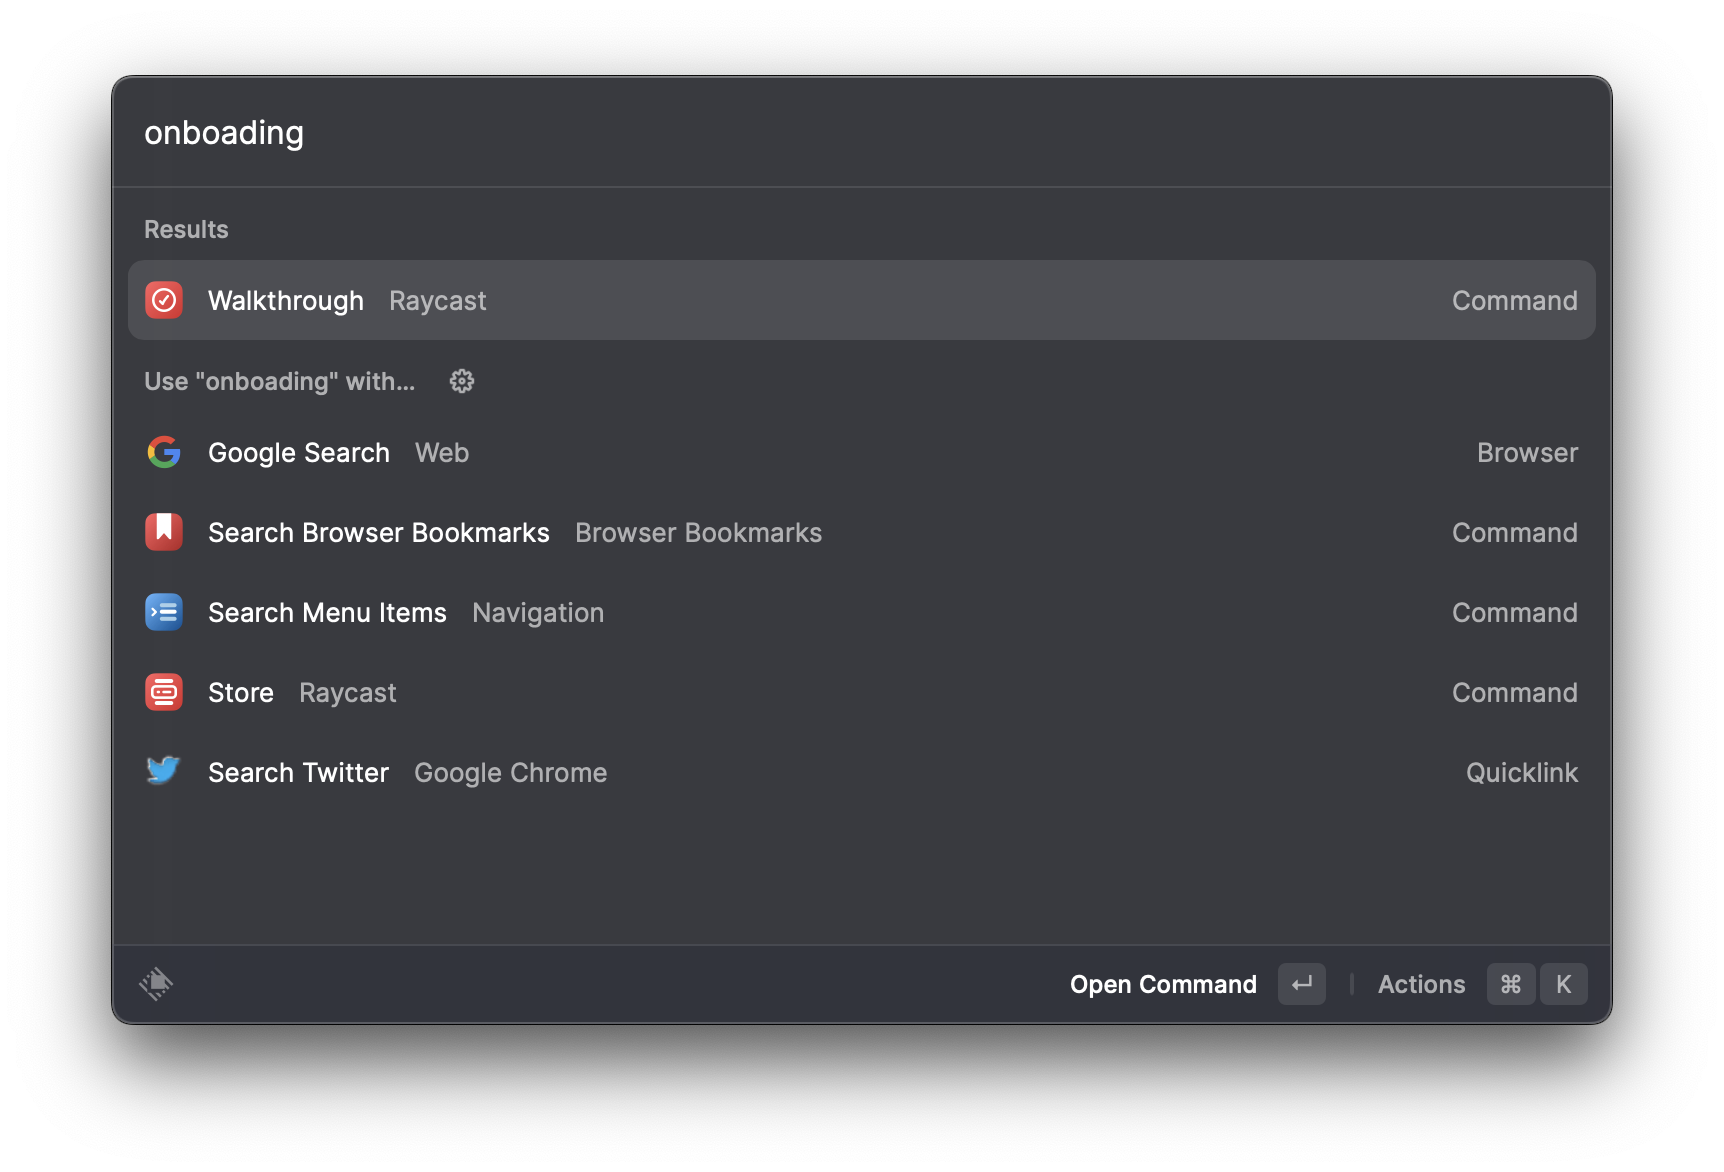 onboading
Results
Walkthrough Raycast Command
Use "onboading" with...
Google Search Web Browser
Search Browser Bookmarks Browser Bookmarks Command
Search Menu Items Navigation Command
Store Raycast Command
Search Twitter Google Chrome Quicklink
Open Command ↵ Actions ⌘ K